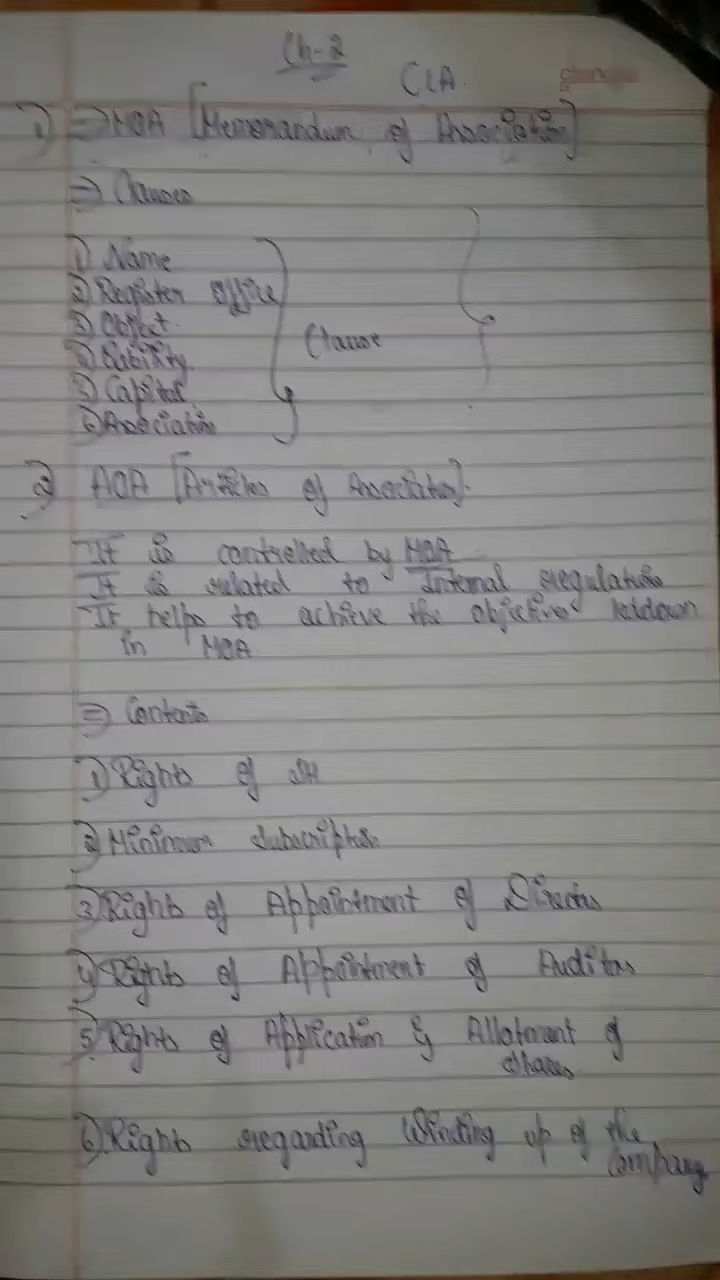 Ch-2
CLA
1) => MOA [Memorandum of Association]
=> Clauses
1) Name
2) Register office
3) Object.
4) Liability
5) Capital
Clause
6) Association
2) AOA [Articles of Association].
It is controlled by MOA
It is related to Internal regulation
It helps to achieve the objective letdown
in MOA
=> Contents
1) Rights of SH
2) Minimum Subscription
3) Rights of Appointment of Directors
4) Rights of Appointment of Auditors
5) Rights of Application & Allotment of
shares
6) Rights regarding Winding up of the
Company